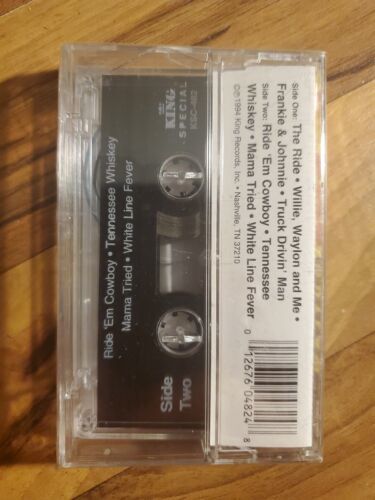 Side One: The Ride • Willie, Waylon and Me •
Frankie & Johnnie • Truck Drivin' Man
Side Two: Ride 'Em Cowboy • Tennessee
Whiskey • Mama Tried • White Line Fever
©℗1994 King Records, Inc. • Nashville, TN 37210
0 12676 04824 8
KING
SPECIAL
Ride 'Em Cowboy • Tennessee Whiskey
Mama Tried • White Line Fever
Side
Two